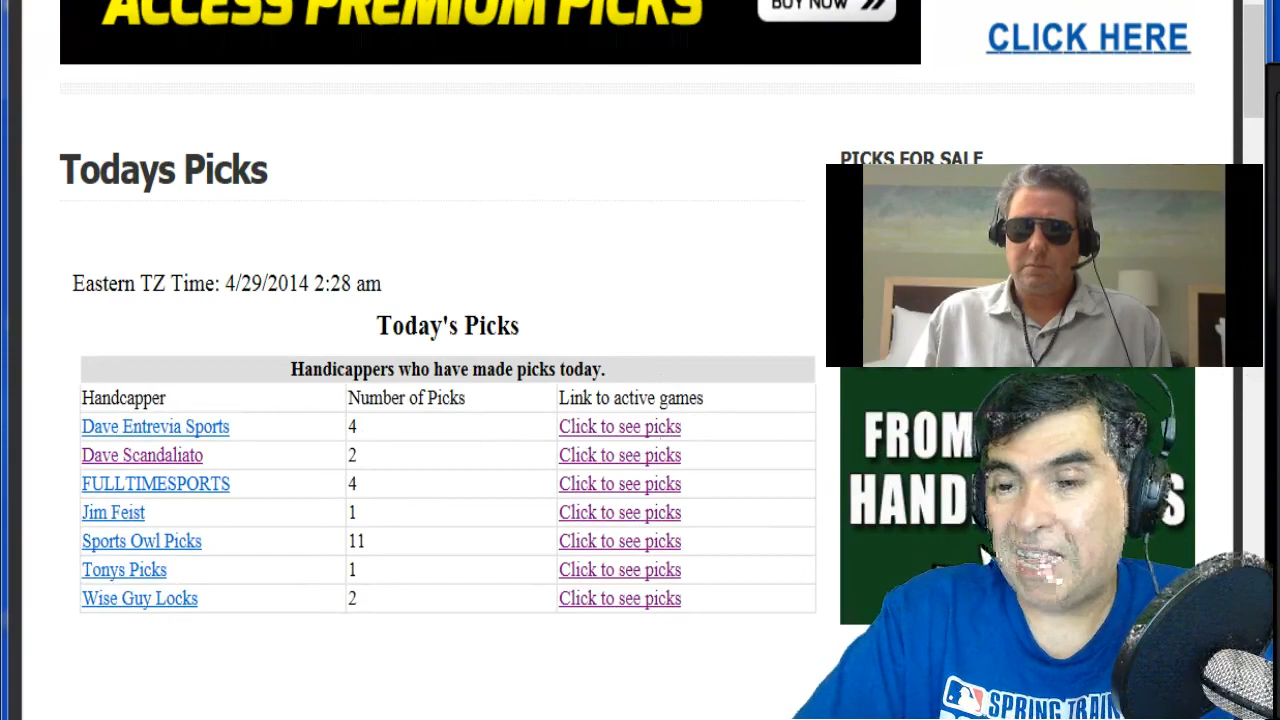 ACCESS PREMIUM PICKS
BUY NOW
CLICK HERE
Todays Picks
PICKS FOR SALE
Eastern TZ Time: 4/29/2014 2:28 am
Today's Picks
Handicappers who have made picks today.
Handcapper Number of Picks Link to active games
Dave Entrevia Sports 4 Click to see picks
Dave Scandaliato 2 Click to see picks
FULLTIMESPORTS 4 Click to see picks
Jim Feist 1 Click to see picks
Sports Owl Picks 11 Click to see picks
Tonys Picks 1 Click to see picks
Wise Guy Locks 2 Click to see picks
FROM
SPRING